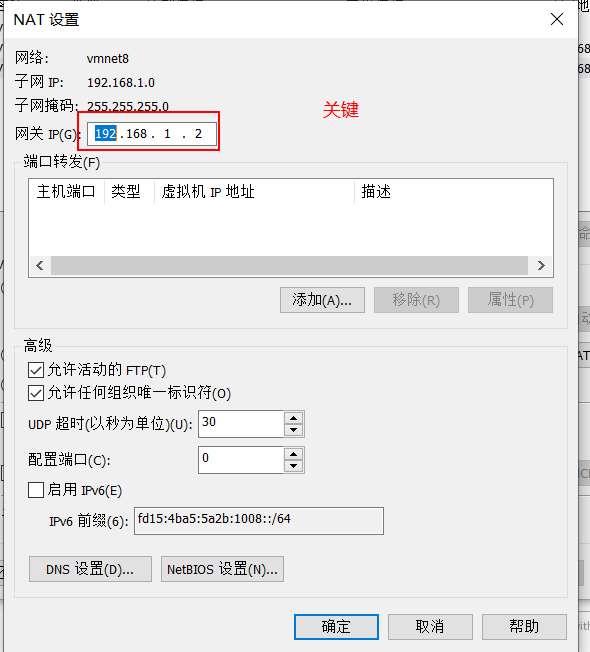 NAT 设置
网络: vmnet8
子网 IP: 192.168.1.0
子网掩码: 255.255.255.0
关键
网关 IP(G): 192 . 168 . 1 . 2
端口转发(F)
主机端口 类型 虚拟机 IP 地址 描述
添加(A)... 移除(R) 属性(P)
高级
允许活动的 FTP(T)
允许任何组织唯一标识符(O)
UDP 超时(以秒为单位)(U): 30
配置端口(C): 0
启用 IPv6(E)
IPv6 前缀(6): fd15:4ba5:5a2b:1008::/64
DNS 设置(D)... NetBIOS 设置(N)...
确定 取消 帮助